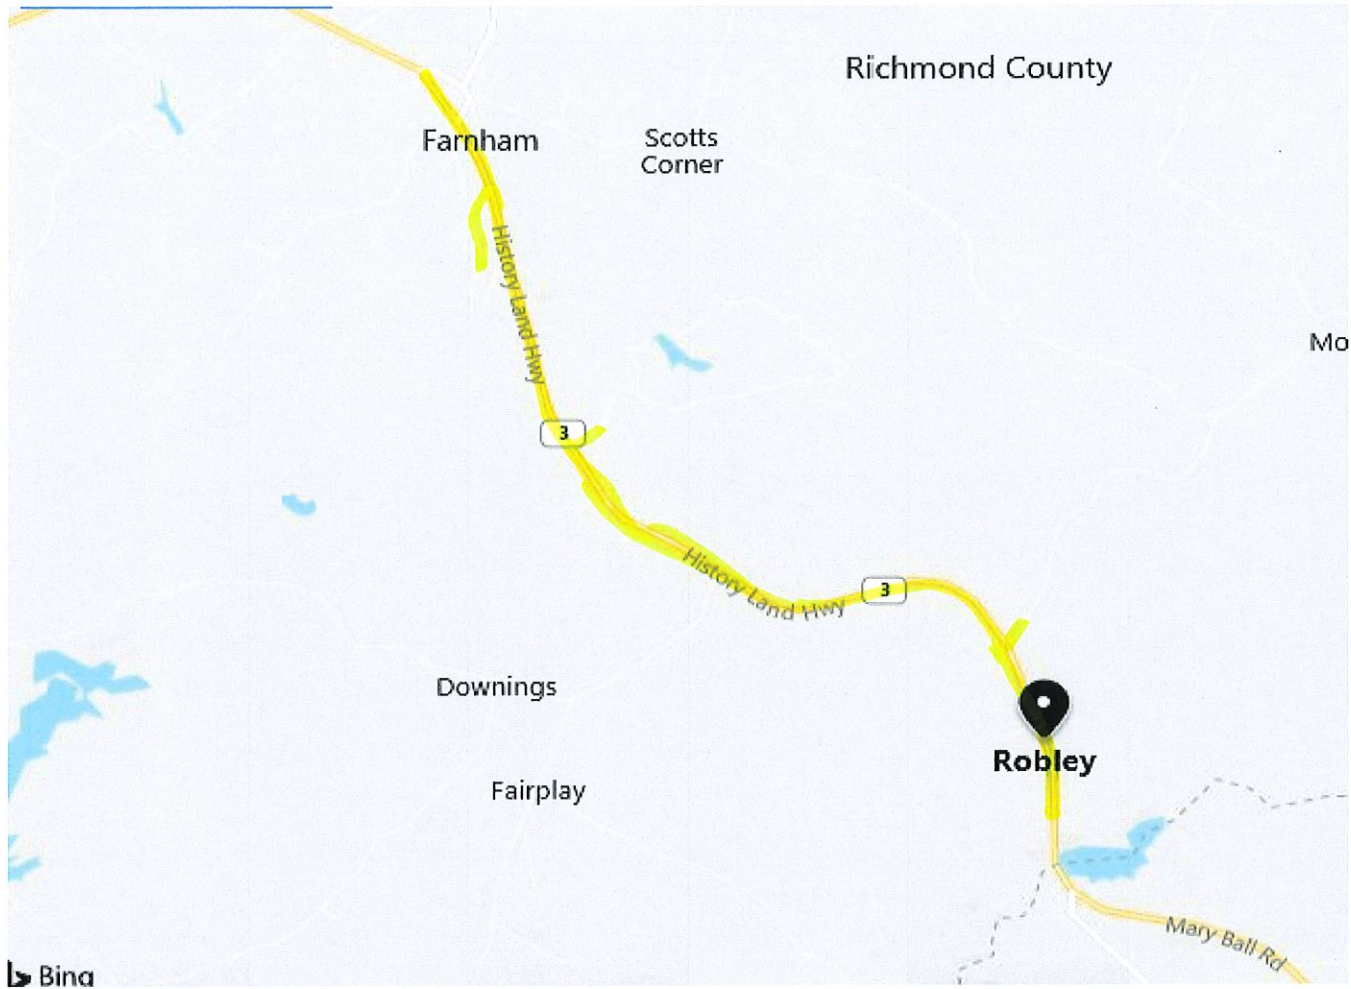 Richmond County
Farnham
Scotts
Corner
History Land Hwy
Mo
3
History Land Hwy
3
Downings
Robley
Fairplay
Mary Ball Rd
Bing